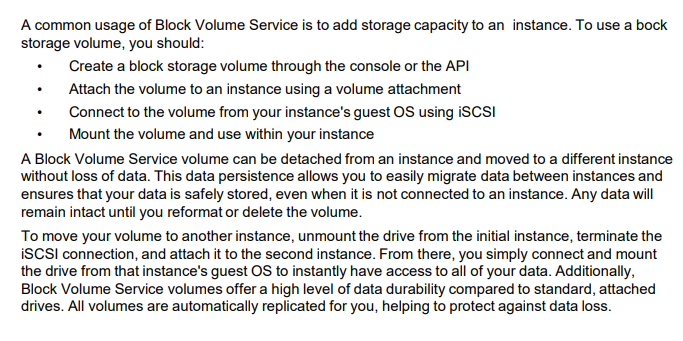 A common usage of Block Volume Service is to add storage capacity to an  instance. To use a bock
storage volume, you should:
• Create a block storage volume through the console or the API
• Attach the volume to an instance using a volume attachment
• Connect to the volume from your instance's guest OS using iSCSI
• Mount the volume and use within your instance
A Block Volume Service volume can be detached from an instance and moved to a different instance
without loss of data. This data persistence allows you to easily migrate data between instances and
ensures that your data is safely stored, even when it is not connected to an instance. Any data will
remain intact until you reformat or delete the volume.
To move your volume to another instance, unmount the drive from the initial instance, terminate the
iSCSI connection, and attach it to the second instance. From there, you simply connect and mount
the drive from that instance's guest OS to instantly have access to all of your data. Additionally,
Block Volume Service volumes offer a high level of data durability compared to standard, attached
drives. All volumes are automatically replicated for you, helping to protect against data loss.